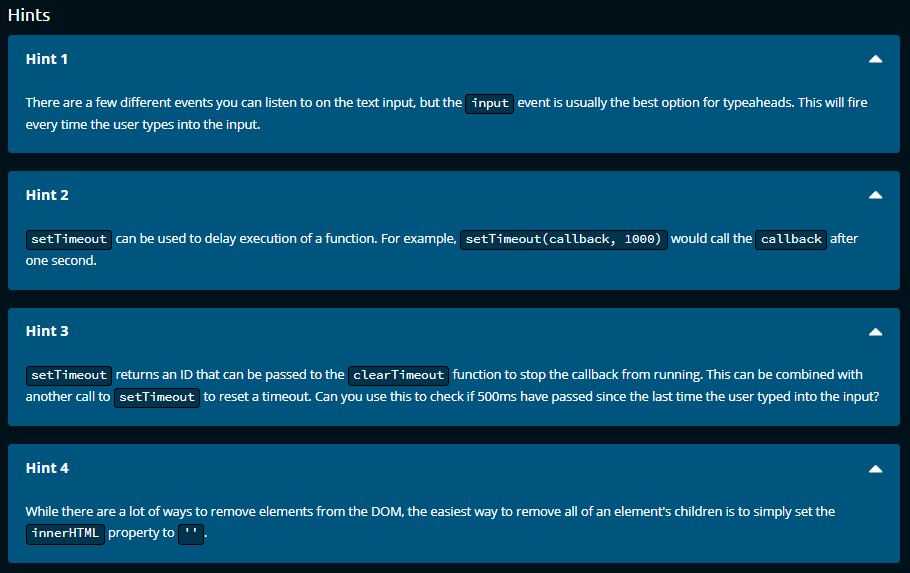 Hints
Hint 1
There are a few different events you can listen to on the text input, but the input event is usually the best option for typeaheads. This will fire
every time the user types into the input.
Hint 2
setTimeout can be used to delay execution of a function. For example, setTimeout(callback, 1000) would call the callback after
one second.
Hint 3
setTimeout returns an ID that can be passed to the clearTimeout function to stop the callback from running. This can be combined with
another call to setTimeout to reset a timeout. Can you use this to check if 500ms have passed since the last time the user typed into the input?
Hint 4
While there are a lot of ways to remove elements from the DOM, the easiest way to remove all of an element's children is to simply set the
innerHTML property to ''.